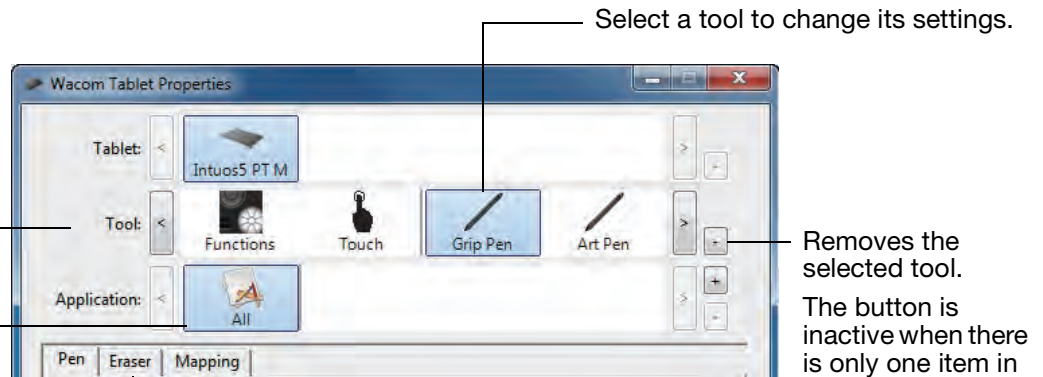 Select a tool to change its settings.
Wacom Tablet Properties
Tablet: < Intuos5 PT M > -
Tool: < Functions Touch Grip Pen Art Pen > -
Removes the
selected tool.
Application: < All > + -
The button is
inactive when there
is only one item in
Pen Eraser Mapping